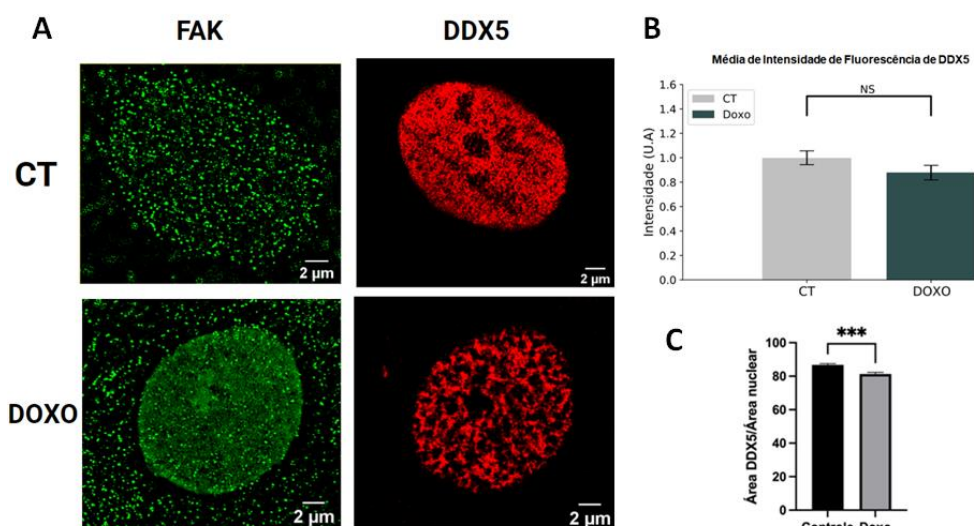 A
FAK
DDX5
CT
2 µm
2 µm
DOXO
2 µm
2 µm
B
Média de Intensidade de Fluorescência de DDX5
Intensidade (U.A)
1.6
1.4
1.2
1.0
0.8
0.6
0.4
0.2
0.0
CT
Doxo
NS
CT
DOXO
C
Área DDX5/Área nuclear
100
80
60
40
20
0
***
Controle Doxo